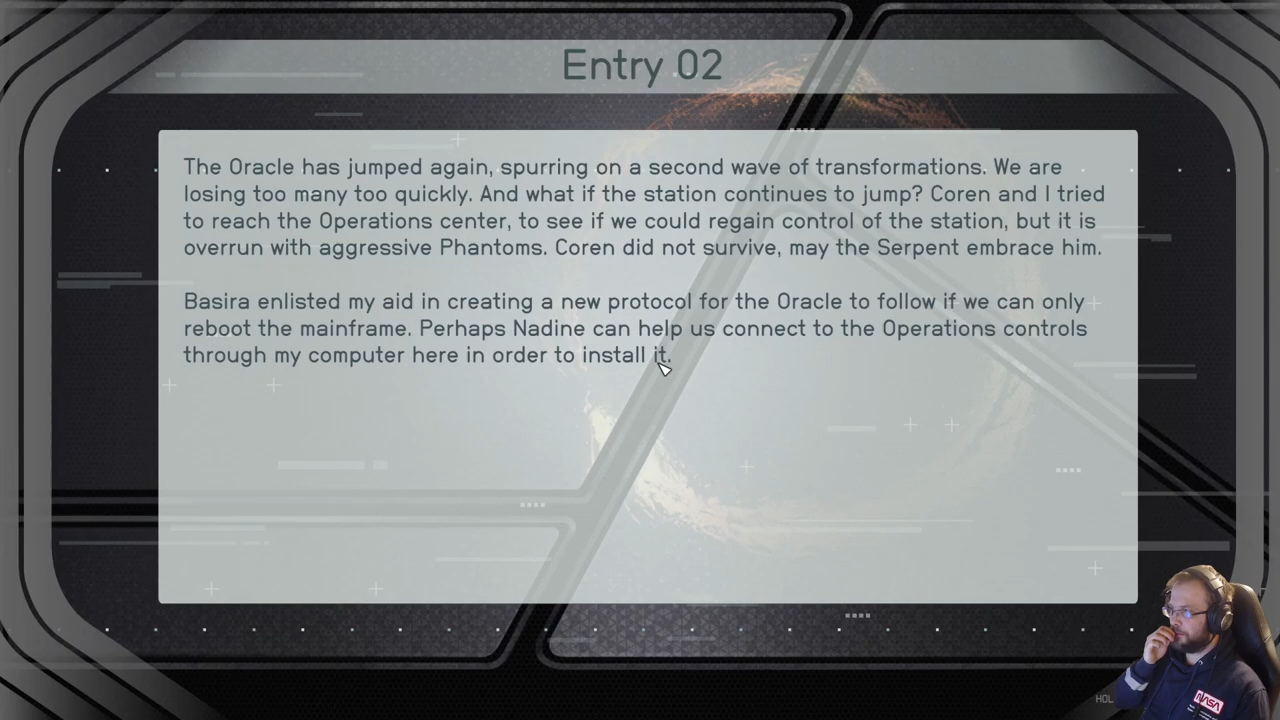 Entry 02
The Oracle has jumped again, spurring on a second wave of transformations. We are
losing too many too quickly. And what if the station continues to jump? Coren and I tried
to reach the Operations center, to see if we could regain control of the station, but it is
overrun with aggressive Phantoms. Coren did not survive, may the Serpent embrace him.
Basira enlisted my aid in creating a new protocol for the Oracle to follow if we can only
reboot the mainframe. Perhaps Nadine can help us connect to the Operations controls
through my computer here in order to install it.
HOL
NASA